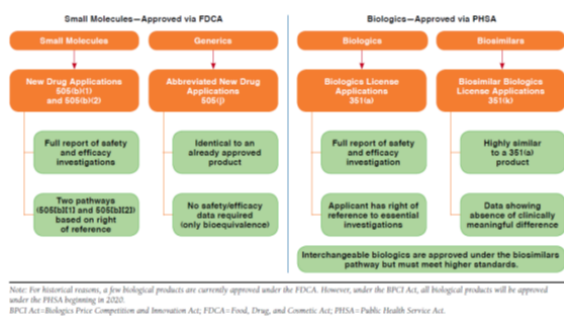 Small Molecules—Approved via FDCA
Small Molecules
Generics
New Drug Applications
505(b)(1)
and 505(b)(2)
Abbreviated New Drug
Applications
505(j)
Full report of safety
and efficacy
investigations
Identical to an
already approved
product
Two pathways
(505[b][1] and 505[b][2])
based on right
of reference
No safety/efficacy
data required
(only bioequivalence)
Biologics—Approved via PHSA
Biologics
Biosimilars
Biologics License
Applications
351(a)
Biosimilar Biologics
License Applications
351(k)
Full report of safety
and efficacy
investigation
Highly similar
to a 351(a)
product
Applicant has right of
reference to essential
investigations
Data showing
absence of clinically
meaningful difference
Interchangeable biologics are approved under the biosimilars
pathway but must meet higher standards.
Note: For historical reasons, a few biological products are currently approved under the FDCA. However, under the BPCI Act, all biological products will be approved
under the PHSA beginning in 2020.
BPCI Act=Biologics Price Competition and Innovation Act; FDCA=Food, Drug, and Cosmetic Act; PHSA=Public Health Service Act.